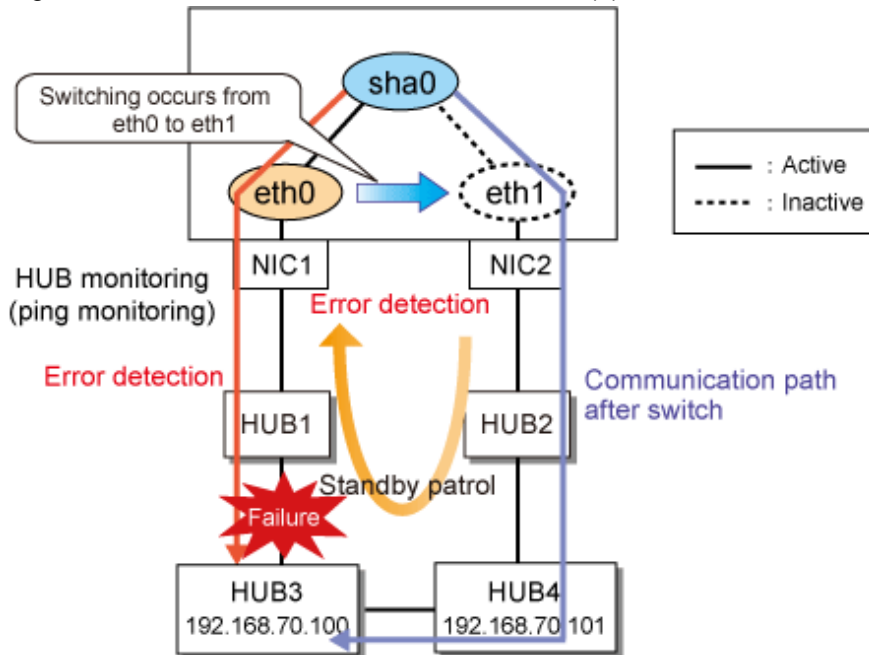 sha0
Switching occurs from
eth0 to eth1
eth0
eth1
: Active
: Inactive
NIC1
NIC2
HUB monitoring
(ping monitoring)
Error detection
Error detection
Communication path
after switch
HUB1
HUB2
Standby patrol
Failure
HUB3
192.168.70.100
HUB4
192.168.70.101